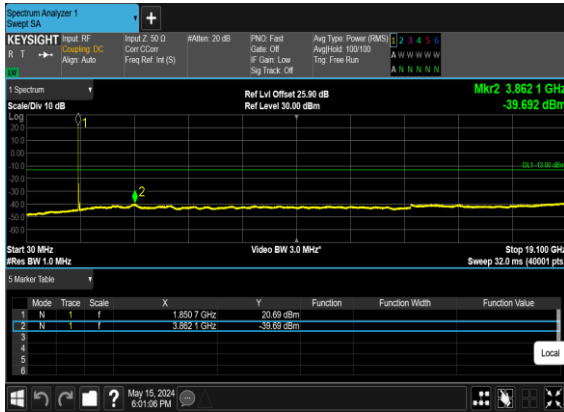 Spectrum Analyzer 1
Swept SA
KEYSIGHT
R T
LXI
Input: RF
Coupling: DC
Align: Auto
Input Z: 50 Ω
Corr CCorr
Freq Ref: Int (S)
#Atten: 20 dB
PNO: Fast
Gate: Off
IF Gain: Low
Sig Track: Off
Avg Type: Power (RMS)
Avg|Hold: 100/100
Trig: Free Run
1 2 3 4 5 6
A W W W W W
A N N N N N
1 Spectrum
Scale/Div 10 dB
Ref Lvl Offset 25.90 dB
Ref Level 30.00 dBm
Mkr2 3.862 1 GHz
-39.692 dBm
Log
20.0
10.0
0.00
-10.0
-20.0
-30.0
-40.0
-50.0
-60.0
1
2
DL1 -13.00 dBm
Start 30 MHz
#Res BW 1.0 MHz
Video BW 3.0 MHz*
Stop 19.100 GHz
Sweep 32.0 ms (40001 pts)
5 Marker Table
Mode Trace Scale X Y Function Function Width Function Value
1 N 1 f 1.850 7 GHz 20.69 dBm
2 N 1 f 3.862 1 GHz -39.69 dBm
3
4
5
6
Local
?
May 15, 2024
6:01:06 PM